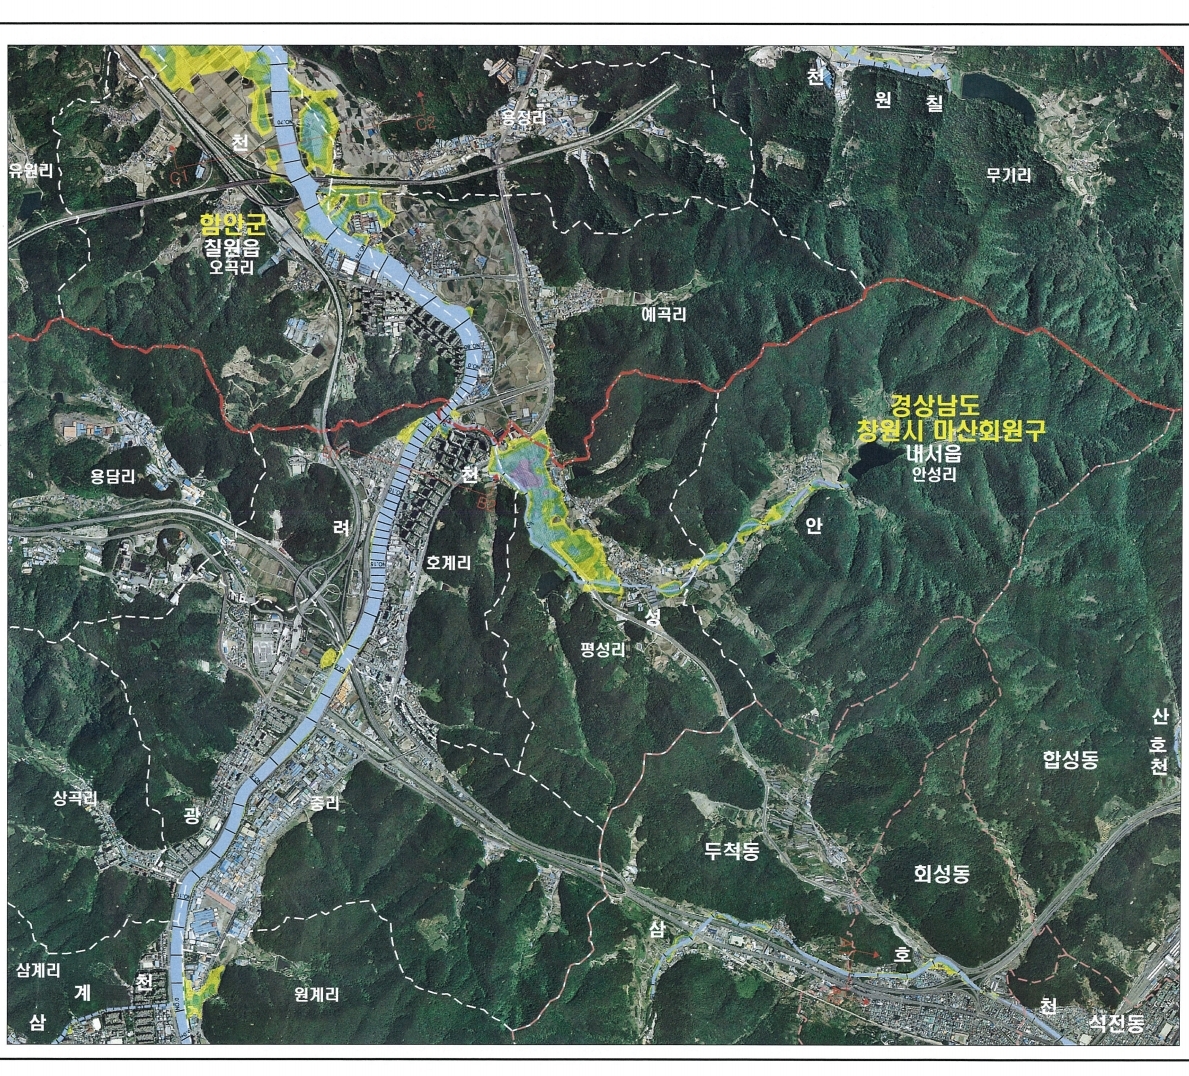 천
원 칠
용정리
천
유원리
무기리
함안군
칠원읍
오곡리
예곡리
경상남도
창원시 마산회원구
내서읍
안성리
용담리
천
려
안
호계리
성
평성리
산
호
천
합성동
상곡리
중리
광
두척동
회성동
삼
호
삼계리
계
천
원계리
천
삼
석전동